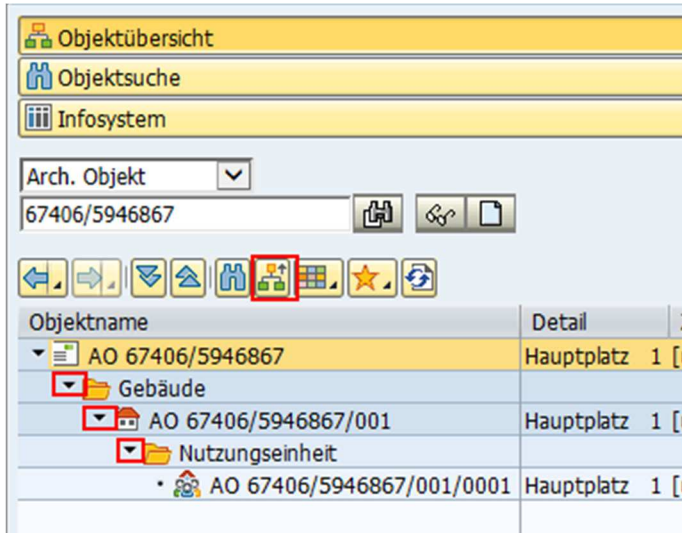 Objektübersicht
Objektsuche
Infosystem
Arch. Objekt
67406/5946867
Objektname Detail
AO 67406/5946867 Hauptplatz 1 [
Gebäude
AO 67406/5946867/001 Hauptplatz 1 [
Nutzungseinheit
AO 67406/5946867/001/0001 Hauptplatz 1 [